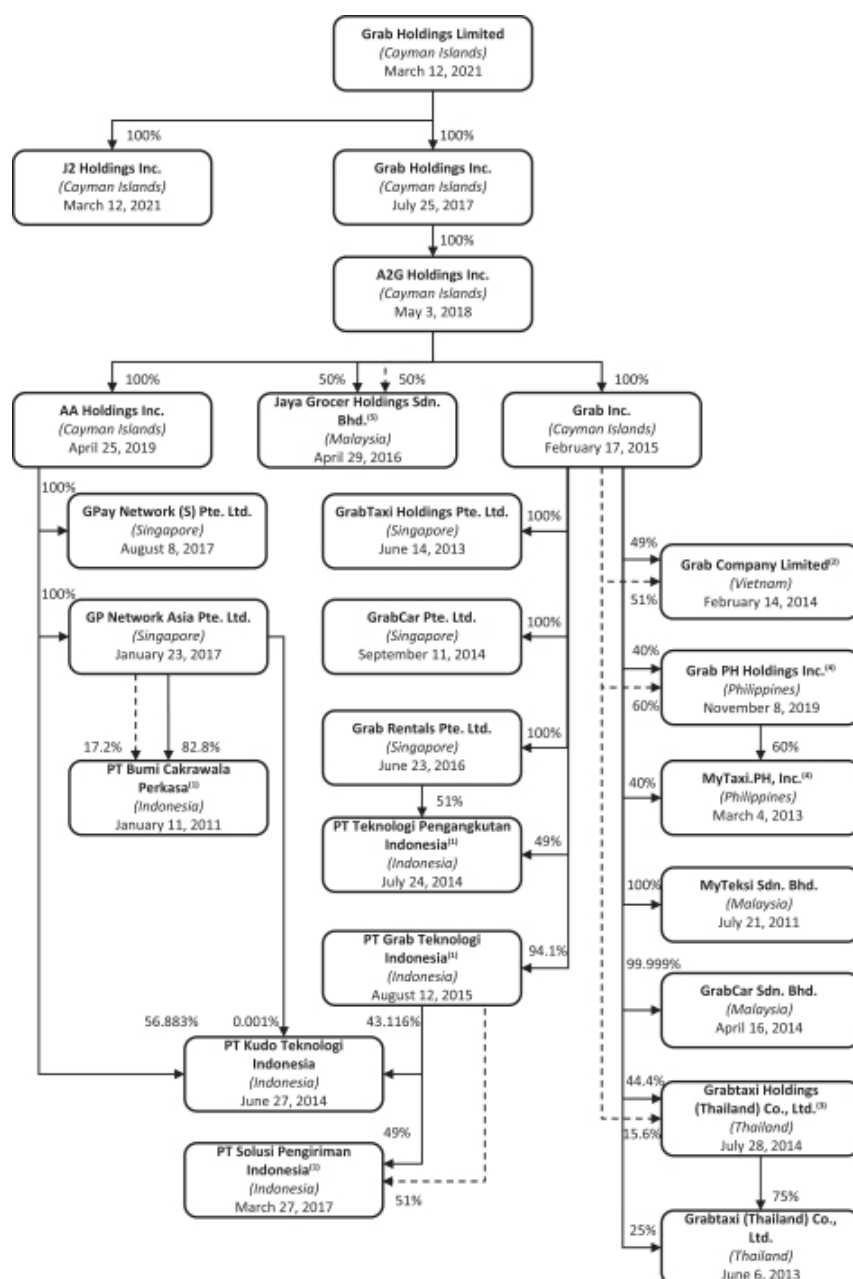 Grab Holdings Limited
(Cayman Islands)
March 12, 2021
100%
100%
J2 Holdings Inc.
(Cayman Islands)
March 12, 2021
Grab Holdings Inc.
(Cayman Islands)
July 25, 2017
100%
A2G Holdings Inc.
(Cayman Islands)
May 3, 2018
100%
50%
50%
100%
AA Holdings Inc.
(Cayman Islands)
April 25, 2019
Jaya Grocer Holdings Sdn.
Bhd.(5)
(Malaysia)
April 29, 2016
Grab Inc.
(Cayman Islands)
February 17, 2015
100%
GPay Network (S) Pte. Ltd.
(Singapore)
August 8, 2017
100%
GP Network Asia Pte. Ltd.
(Singapore)
January 23, 2017
17.2%
82.8%
PT Bumi Cakrawala
Perkasa(1)
(Indonesia)
January 11, 2011
GrabTaxi Holdings Pte. Ltd.
(Singapore)
June 14, 2013
100%
GrabCar Pte. Ltd.
(Singapore)
September 11, 2014
100%
Grab Rentals Pte. Ltd.
(Singapore)
June 23, 2016
100%
51%
PT Teknologi Pengangkutan
Indonesia(1)
(Indonesia)
July 24, 2014
49%
PT Grab Teknologi
Indonesia(1)
(Indonesia)
August 12, 2015
94.1%
56.883%
0.001%
43.116%
PT Kudo Teknologi
Indonesia
(Indonesia)
June 27, 2014
49%
PT Solusi Pengiriman
Indonesia(1)
(Indonesia)
March 27, 2017
51%
49%
51%
Grab Company Limited(2)
(Vietnam)
February 14, 2014
40%
60%
Grab PH Holdings Inc.(4)
(Philippines)
November 8, 2019
60%
40%
MyTaxi.PH, Inc.(4)
(Philippines)
March 4, 2013
100%
MyTeksi Sdn. Bhd.
(Malaysia)
July 21, 2011
99.999%
GrabCar Sdn. Bhd.
(Malaysia)
April 16, 2014
44.4%
15.6%
Grabtaxi Holdings
(Thailand) Co., Ltd.(3)
(Thailand)
July 28, 2014
75%
25%
Grabtaxi (Thailand) Co.,
Ltd.
(Thailand)
June 6, 2013